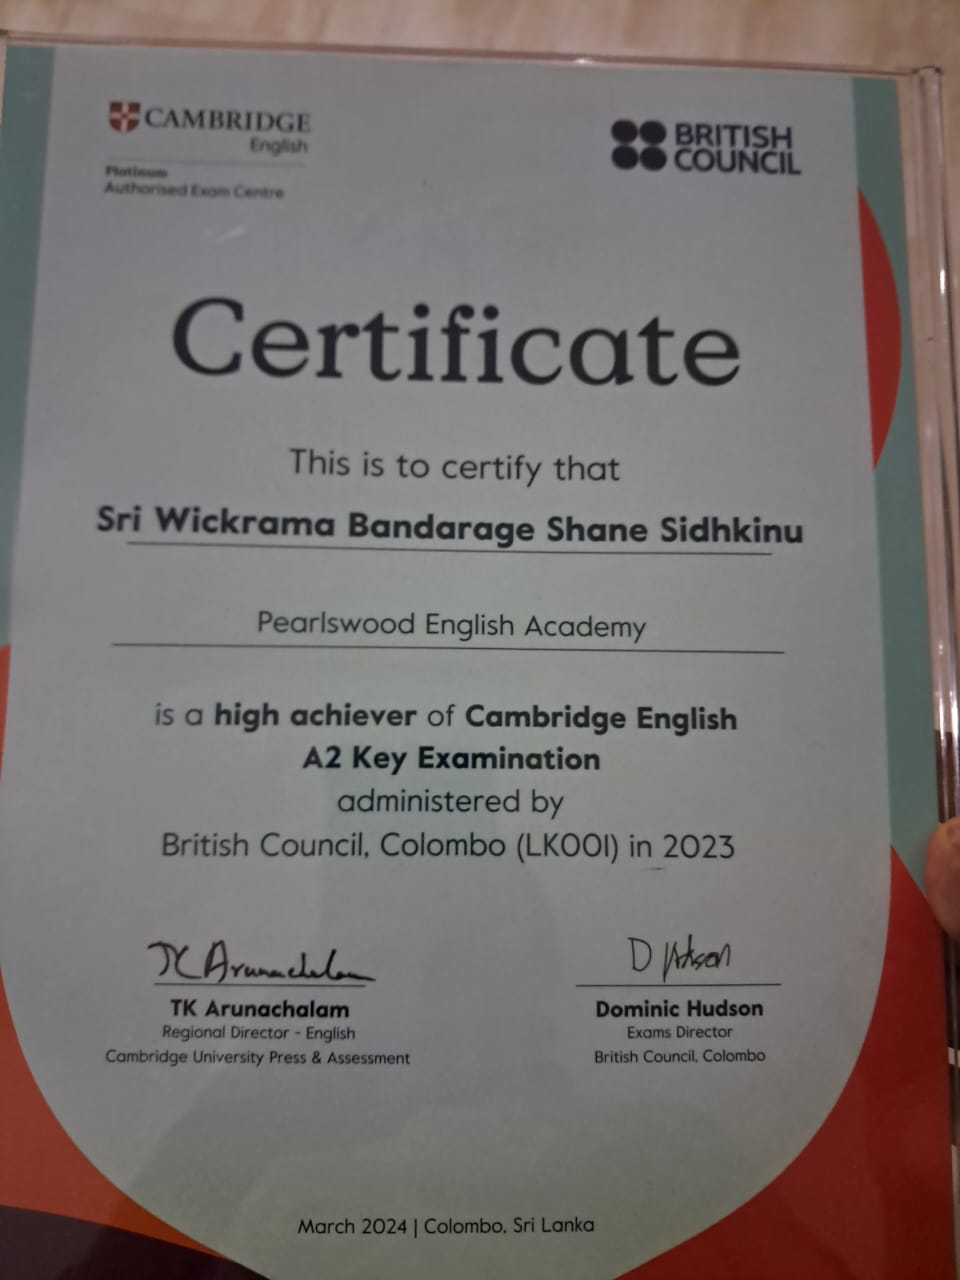 CAMBRIDGE
English
Platinum
Authorised Exam Centre
BRITISH
COUNCIL
Certificate
This is to certify that
Sri Wickrama Bandarage Shane Sidhkinu
Pearlswood English Academy
is a high achiever of Cambridge English
A2 Key Examination
administered by
British Council, Colombo (LK001) in 2023
TK Arunachalam
D Hudson
TK Arunachalam
Regional Director - English
Cambridge University Press & Assessment
Dominic Hudson
Exams Director
British Council, Colombo
March 2024 | Colombo, Sri Lanka